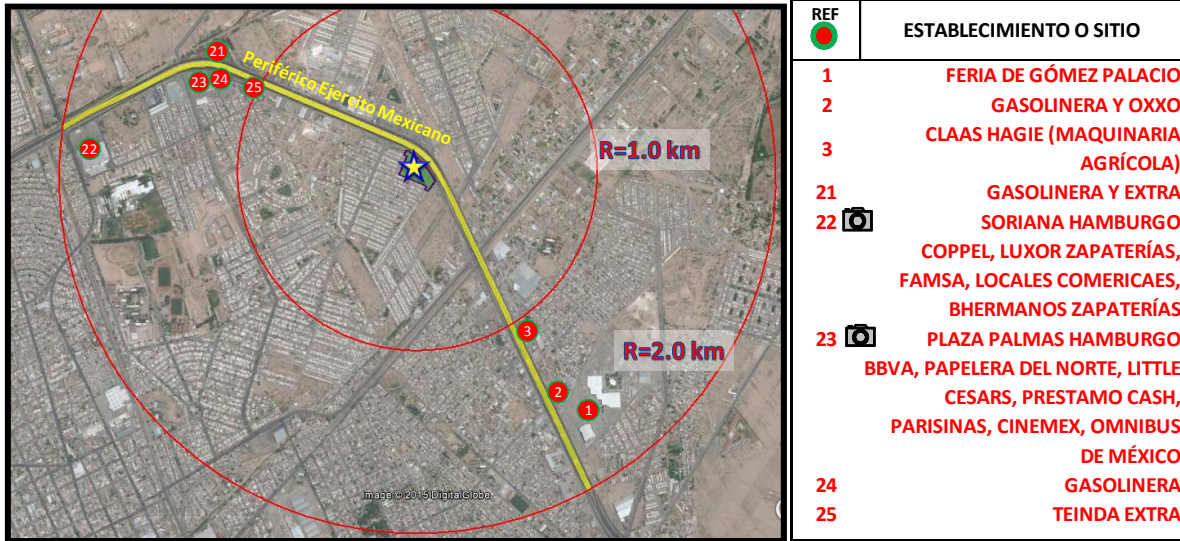 21
23
24
25
Periférico Ejercito Mexicano
22
R=1.0 km
3
R=2.0 km
2
1
Image © 2015 DigitalGlobe
REF
ESTABLECIMIENTO O SITIO
1 FERIA DE GÓMEZ PALACIO
2 GASOLINERA Y OXXO
3 CLAAS HAGIE (MAQUINARIA
AGRÍCOLA)
21 GASOLINERA Y EXTRA
22 SORIANA HAMBURGO
COPPEL, LUXOR ZAPATERÍAS,
FAMSA, LOCALES COMERICAES,
BHERMANOS ZAPATERÍAS
23 PLAZA PALMAS HAMBURGO
BBVA, PAPELERA DEL NORTE, LITTLE
CESARS, PRESTAMO CASH,
PARISINAS, CINEMEX, OMNIBUS
DE MÉXICO
24 GASOLINERA
25 TEINDA EXTRA